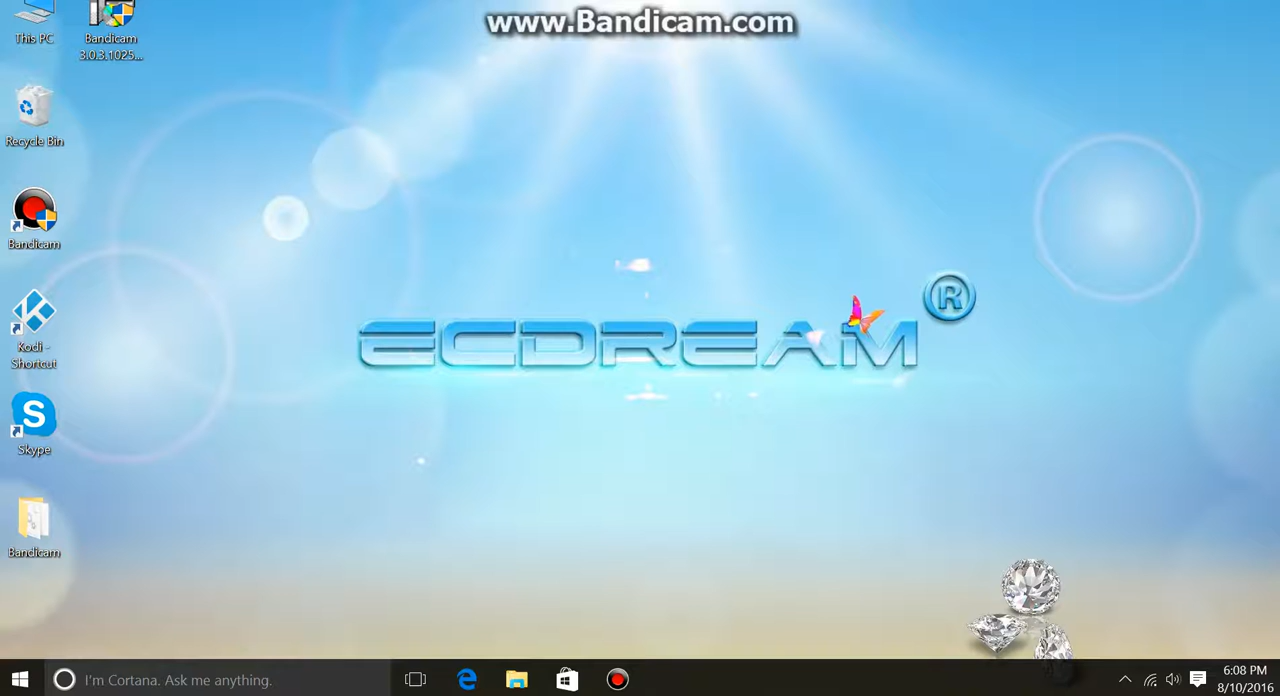 www.Bandicam.com
This PC
Bandicam
3.0.3.1025...
Recycle Bin
Bandicam
ECDREAM
®
Kodi -
Shortcut
S
Skype
Bandicam
I'm Cortana. Ask me anything.
6:08 PM
8/10/2016